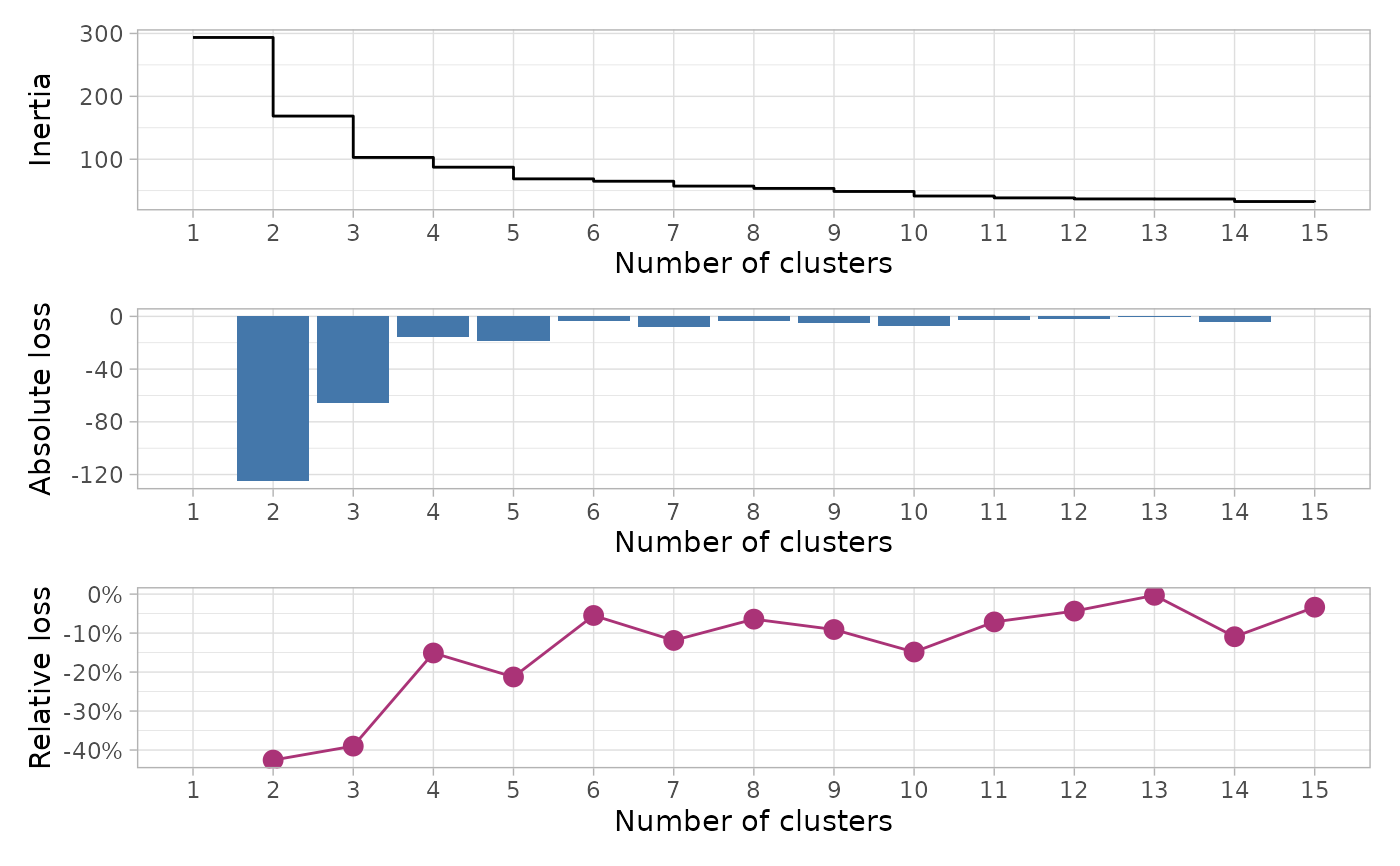 Inertia
300
200
100
1 2 3 4 5 6 7 8 9 10 11 12 13 14 15
Number of clusters
Absolute loss
0
-40
-80
-120
1 2 3 4 5 6 7 8 9 10 11 12 13 14 15
Number of clusters
Relative loss
0%
-10%
-20%
-30%
-40%
1 2 3 4 5 6 7 8 9 10 11 12 13 14 15
Number of clusters